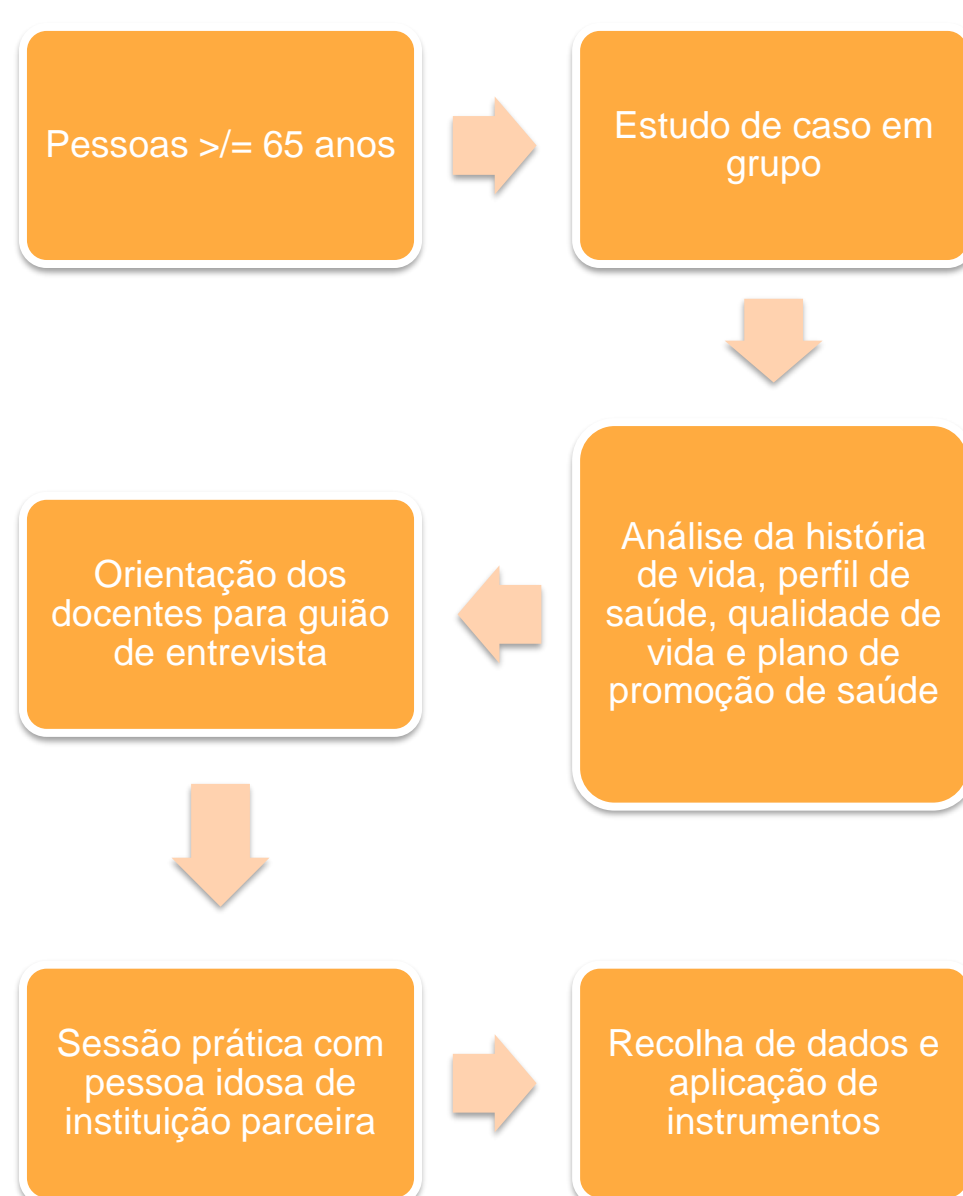 Pessoas >/= 65 anos
Estudo de caso em
grupo
Análise da história
de vida, perfil de
saúde, qualidade de
vida e plano de
promoção de saúde
Orientação dos
docentes para guião
de entrevista
Sessão prática com
pessoa idosa de
instituição parceira
Recolha de dados e
aplicação de
instrumentos